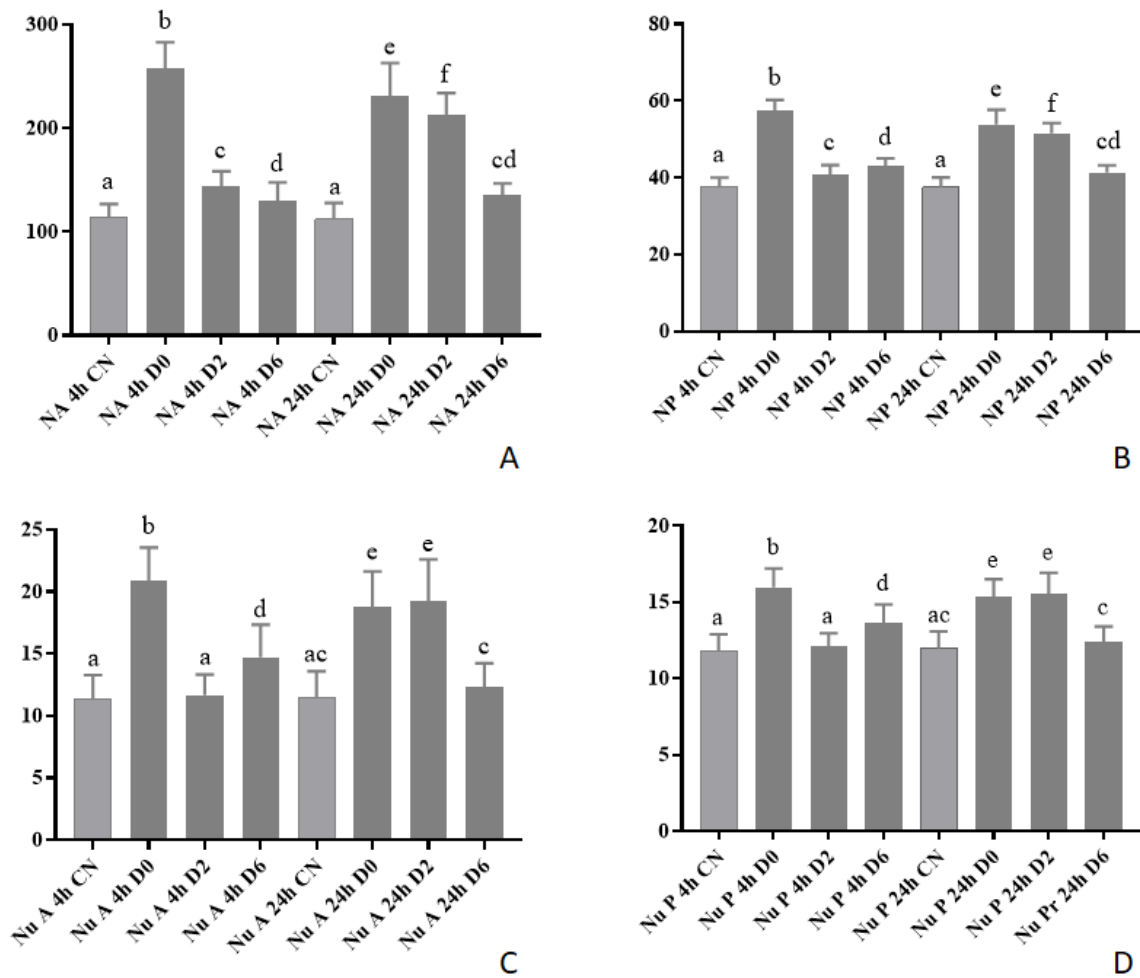 300
200
100
0
a
b
c
d
a
e
f
cd
NA 4h CN
NA 4h D0
NA 4h D2
NA 4h D6
NA 24h CN
NA 24h D0
NA 24h D2
NA 24h D6
A
80
60
40
20
0
a
b
c
d
a
e
f
cd
NP 4h CN
NP 4h D0
NP 4h D2
NP 4h D6
NP 24h CN
NP 24h D0
NP 24h D2
NP 24h D6
B
25
20
15
10
5
0
a
b
a
d
ac
e
e
c
Nu A 4h CN
Nu A 4h D0
Nu A 4h D2
Nu A 4h D6
Nu A 24h CN
Nu A 24h D0
Nu A 24h D2
Nu A 24h D6
C
20
15
10
5
0
a
b
a
d
ac
e
e
c
Nu P 4h CN
Nu P 4h D0
Nu P 4h D2
Nu P 4h D6
Nu P 24h CN
Nu P 24h D0
Nu P 24h D2
Nu Pr 24h D6
D